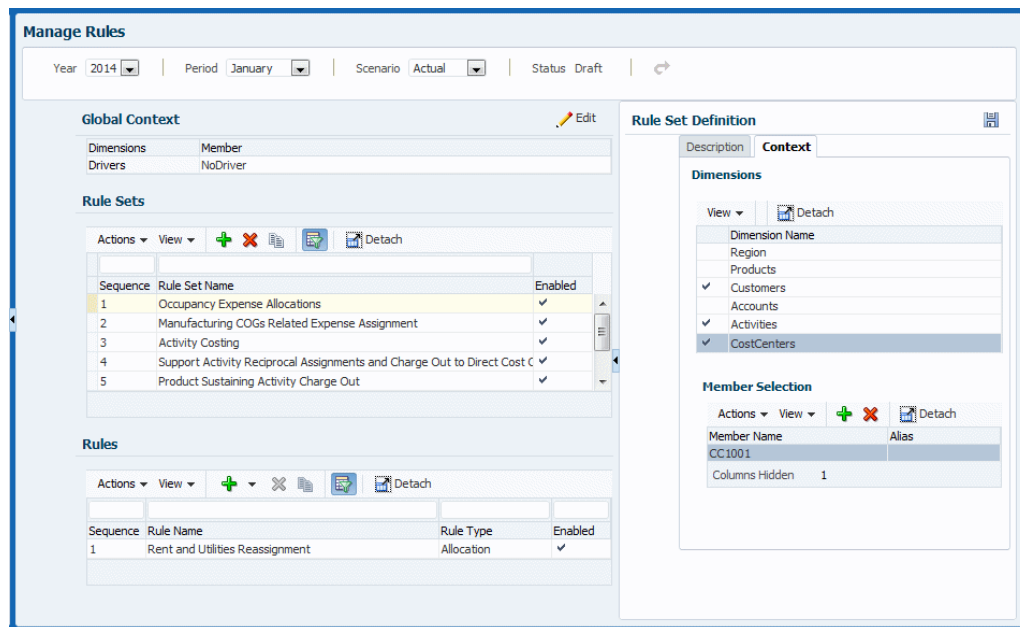 Manage Rules
Year 2014 Period January Scenario Actual Status Draft
Global Context Edit
Dimensions Member
Drivers NoDriver
Rule Sets
Actions View Detach
Sequence Rule Set Name Enabled
1 Occupancy Expense Allocations
2 Manufacturing COGs Related Expense Assignment
3 Activity Costing
4 Support Activity Reciprocal Assignments and Charge Out to Direct Cost C
5 Product Sustaining Activity Charge Out
Rules
Actions View Detach
Sequence Rule Name Rule Type Enabled
1 Rent and Utilities Reassignment Allocation
Rule Set Definition
Description Context
Dimensions
View Detach
Dimension Name
Region
Products
Customers
Accounts
Activities
CostCenters
Member Selection
Actions View Detach
Member Name Alias
CC1001
Columns Hidden 1